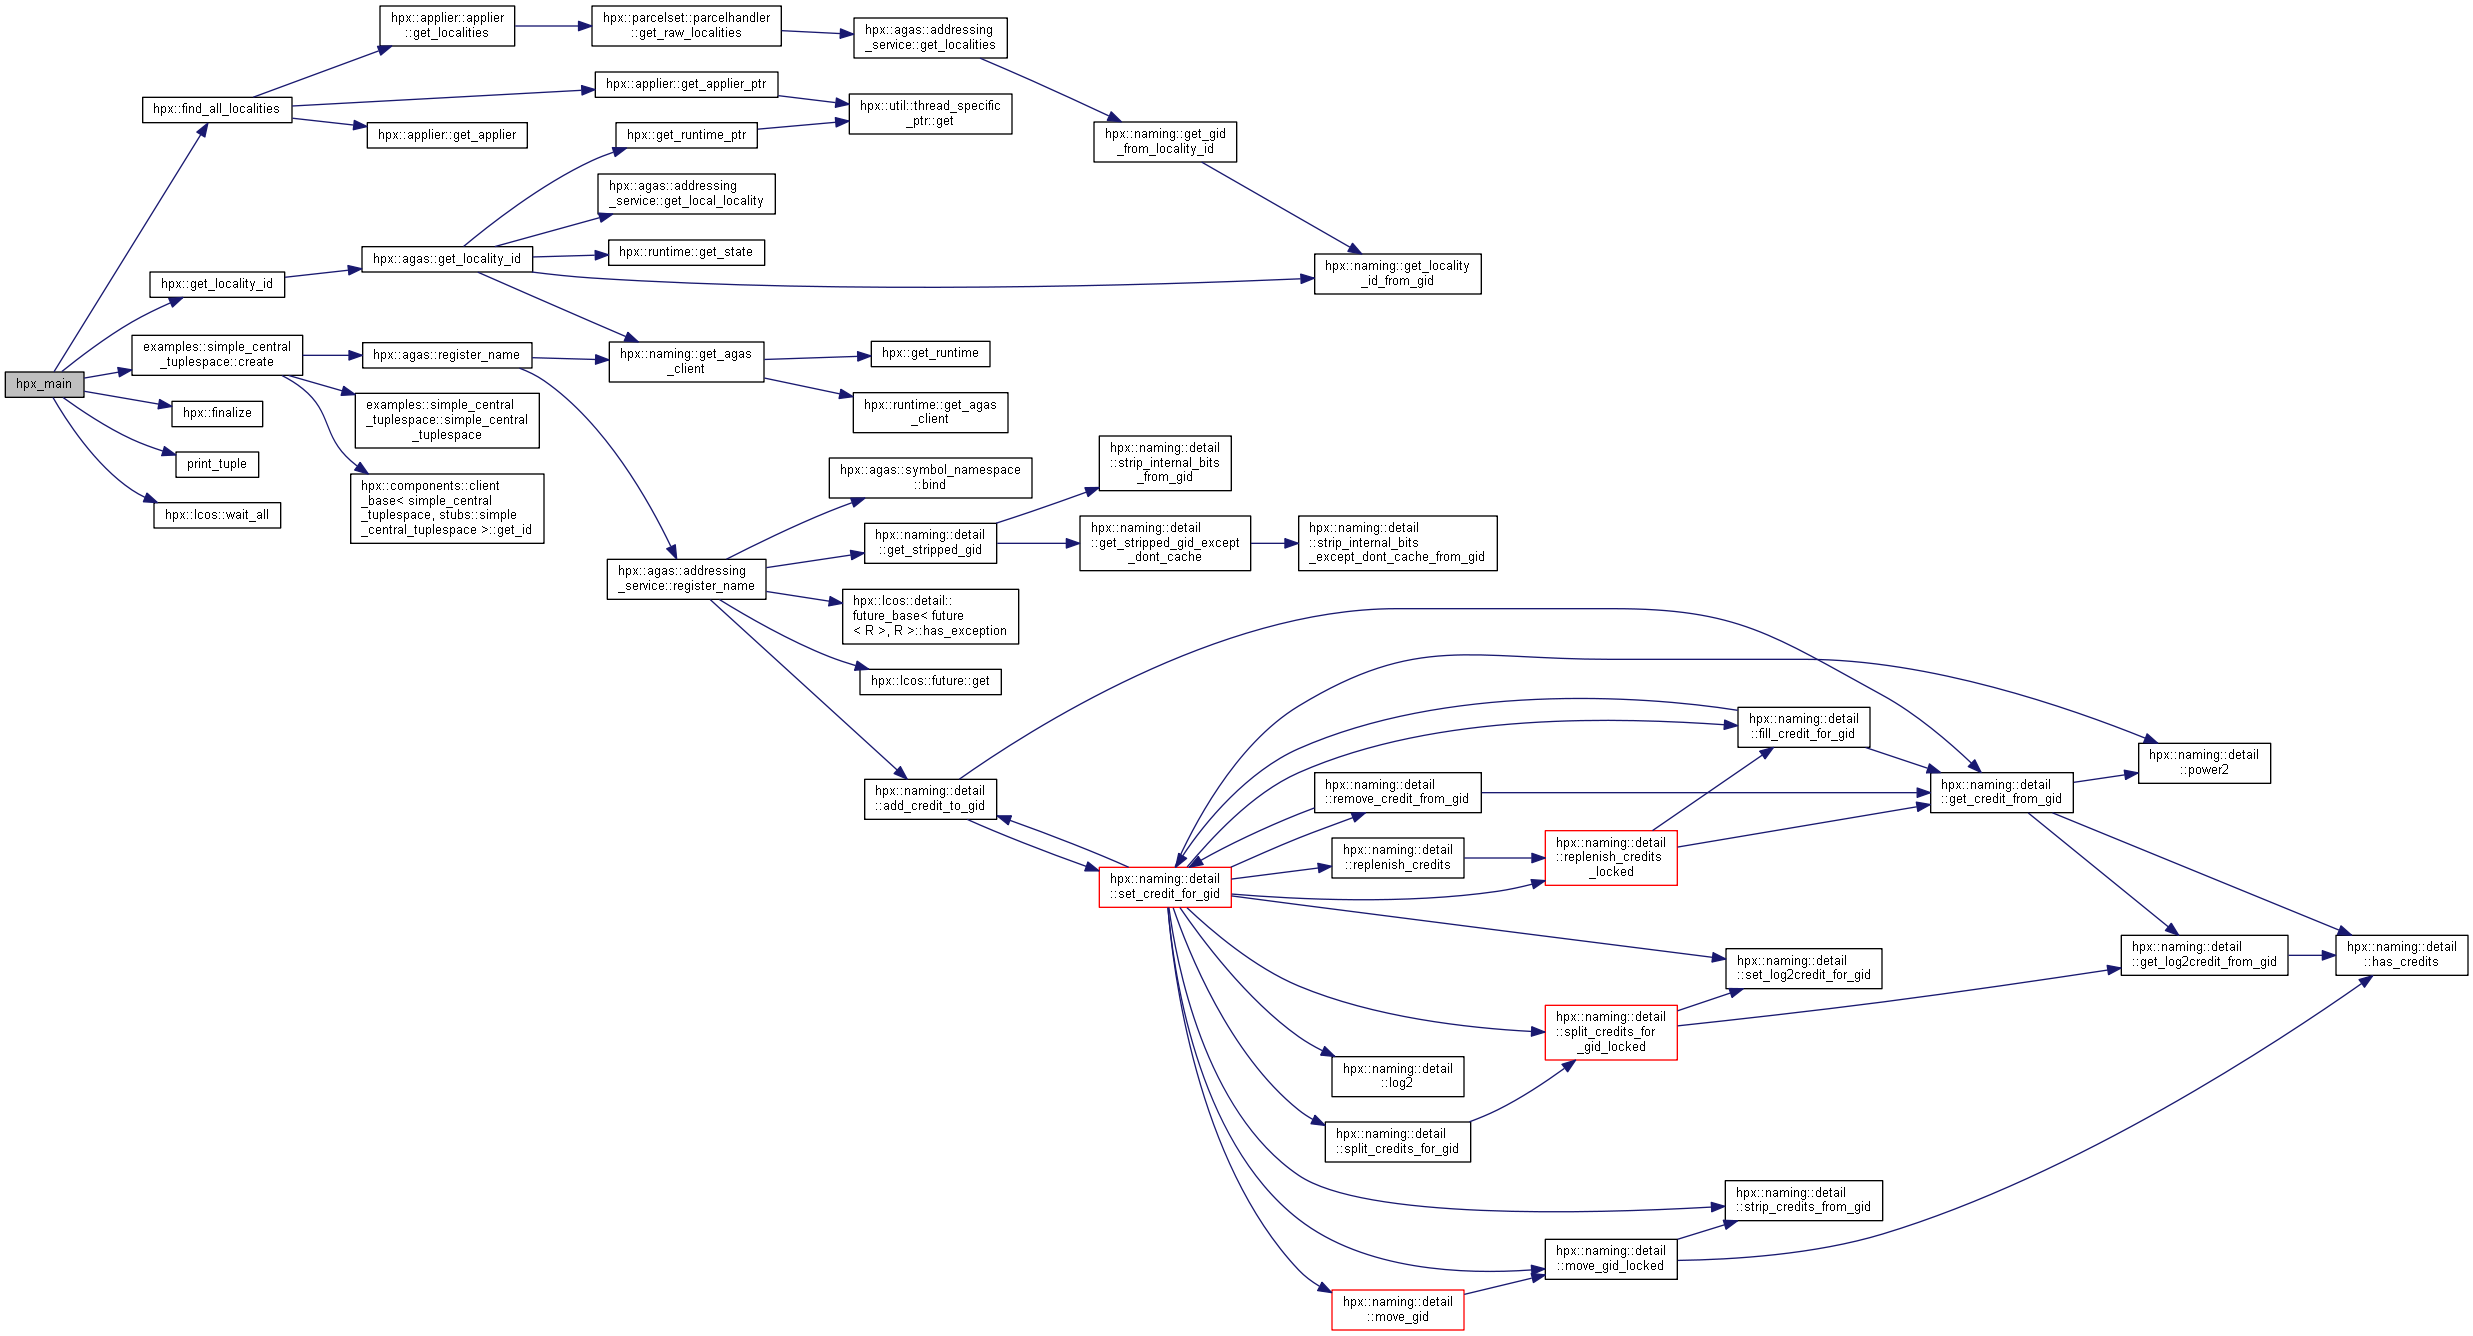 hpx::applier::applier
::get_localities
hpx::parcelset::parcelhandler
::get_raw_localities
hpx::agas::addressing
_service::get_localities
hpx::find_all_localities
hpx::applier::get_applier_ptr
hpx::util::thread_specific
_ptr::get
hpx::applier::get_applier
hpx::get_runtime_ptr
hpx::naming::get_gid
_from_locality_id
hpx::agas::addressing
_service::get_local_locality
hpx::agas::get_locality_id
hpx::runtime::get_state
hpx::naming::get_locality
_id_from_gid
hpx::get_locality_id
examples::simple_central
_tuplespace::create
hpx::agas::register_name
hpx::naming::get_agas
_client
hpx::get_runtime
hpx_main
hpx::finalize
examples::simple_central
_tuplespace::simple_central
_tuplespace
hpx::runtime::get_agas
_client
print_tuple
hpx::lcos::wait_all
hpx::components::client
_base< simple_central
_tuplespace, stubs::simple
_central_tuplespace >::get_id
hpx::agas::symbol_namespace
::bind
hpx::naming::detail
::strip_internal_bits
_from_gid
hpx::naming::detail
::get_stripped_gid
hpx::naming::detail
::get_stripped_gid_except
_dont_cache
hpx::naming::detail
::strip_internal_bits
_except_dont_cache_from_gid
hpx::agas::addressing
_service::register_name
hpx::lcos::detail::
future_base< future
< R >, R >::has_exception
hpx::lcos::future::get
hpx::naming::detail
::add_credit_to_gid
hpx::naming::detail
::fill_credit_for_gid
hpx::naming::detail
::power2
hpx::naming::detail
::remove_credit_from_gid
hpx::naming::detail
::get_credit_from_gid
hpx::naming::detail
::replenish_credits
hpx::naming::detail
::replenish_credits
_locked
hpx::naming::detail
::set_credit_for_gid
hpx::naming::detail
::set_log2credit_for_gid
hpx::naming::detail
::get_log2credit_from_gid
hpx::naming::detail
::has_credits
hpx::naming::detail
::split_credits_for
_gid_locked
hpx::naming::detail
::log2
hpx::naming::detail
::split_credits_for_gid
hpx::naming::detail
::strip_credits_from_gid
hpx::naming::detail
::move_gid_locked
hpx::naming::detail
::move_gid